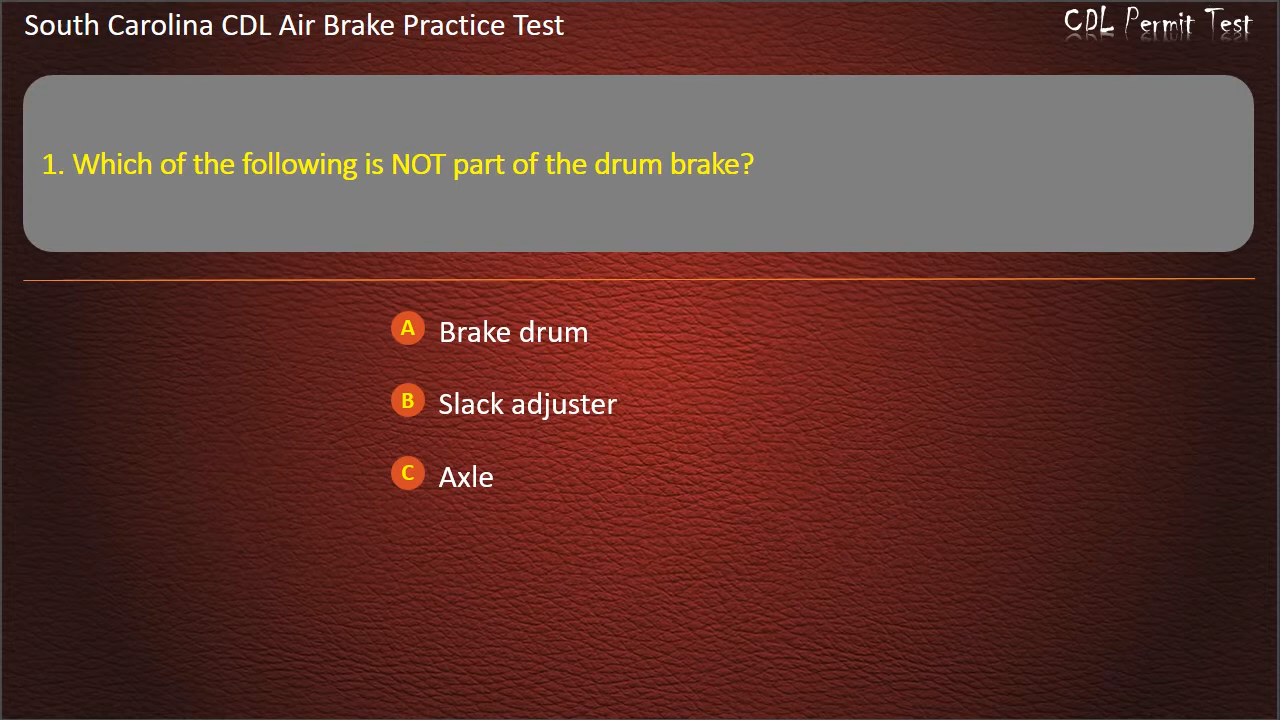 South Carolina CDL Air Brake Practice Test
CDL Permit Test
1. Which of the following is NOT part of the drum brake?
A Brake drum
B Slack adjuster
C Axle